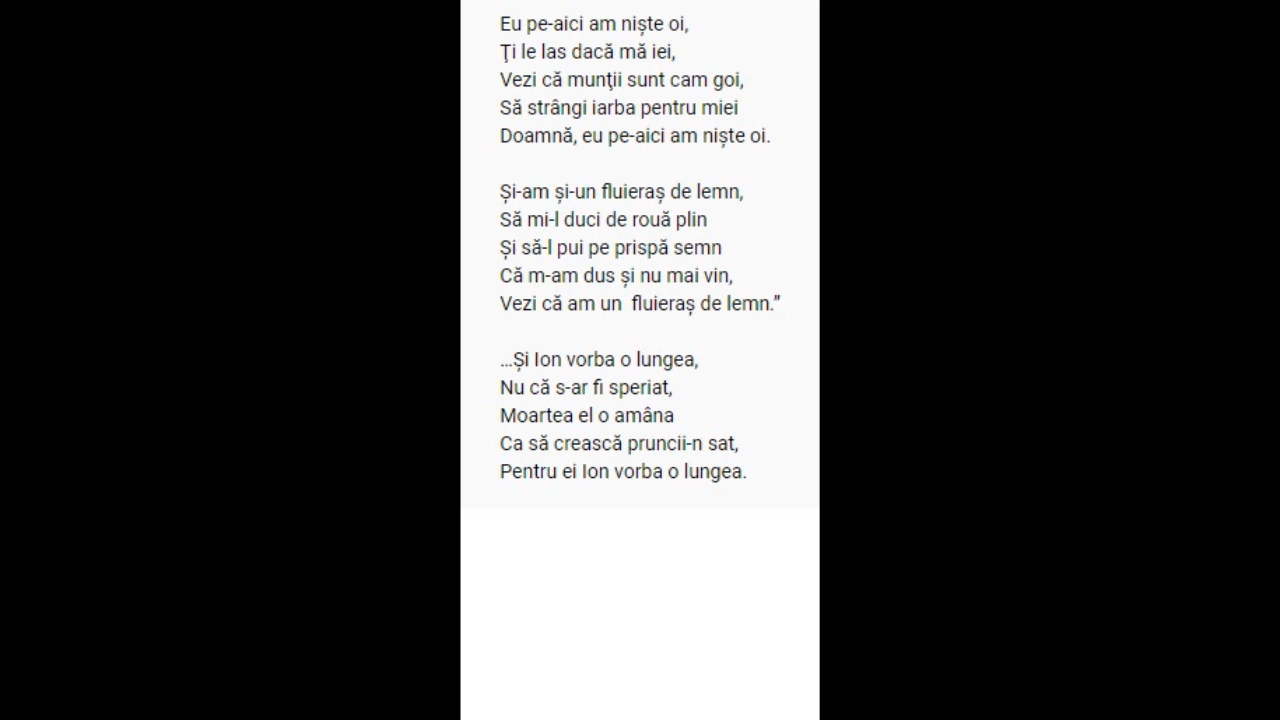 Eu pe-aici am niște oi,
Ţi le las dacă mă iei,
Vezi că munţii sunt cam goi,
Să strângi iarba pentru miei
Doamnă, eu pe-aici am niște oi.
Și-am și-un fluieraș de lemn,
Să mi-l duci de rouă plin
Și să-l pui pe prispă semn
Că m-am dus și nu mai vin,
Vezi că am un  fluieraș de lemn.”
…Și Ion vorba o lungea,
Nu că s-ar fi speriat,
Moartea el o amâna
Ca să crească pruncii-n sat,
Pentru ei Ion vorba o lungea.